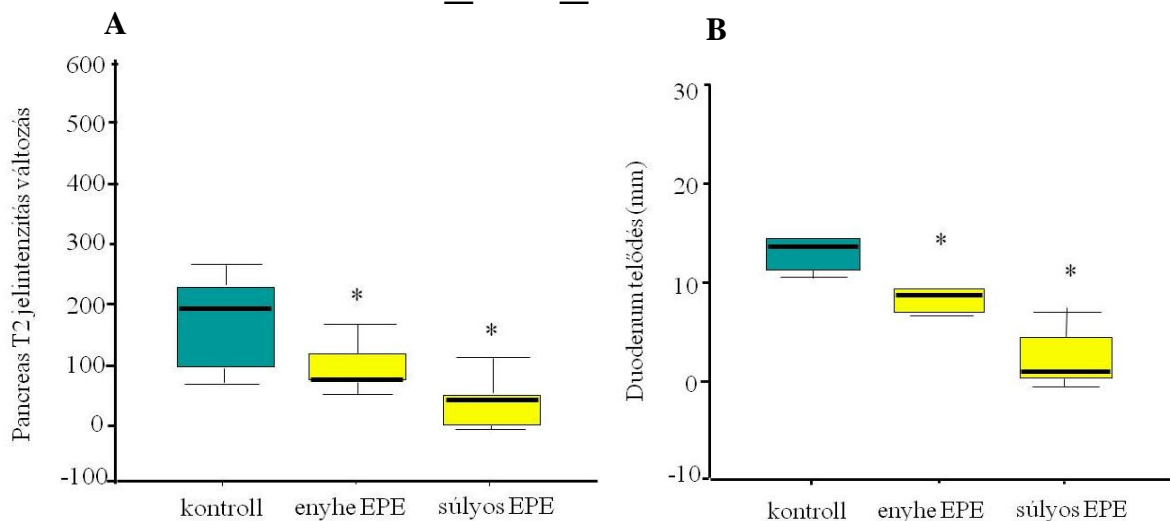 A
Pancreas T2 jelintenzitás változás
600
500
400
300
200
100
0
-100
*
*
kontroll
enyhe EPE
súlyos EPE
B
Duodenum telődés (mm)
30
20
10
0
-10
*
*
kontroll
enyhe EPE
súlyos EPE